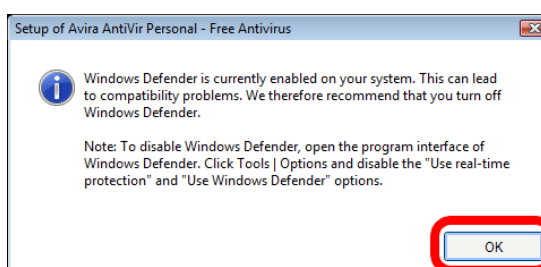 Setup of Avira AntiVir Personal - Free Antivirus
Windows Defender is currently enabled on your system. This can lead
to compatibility problems. We therefore recommend that you turn off
Windows Defender.
Note: To disable Windows Defender, open the program interface of
Windows Defender. Click Tools | Options and disable the "Use real-time
protection" and "Use Windows Defender" options.
OK